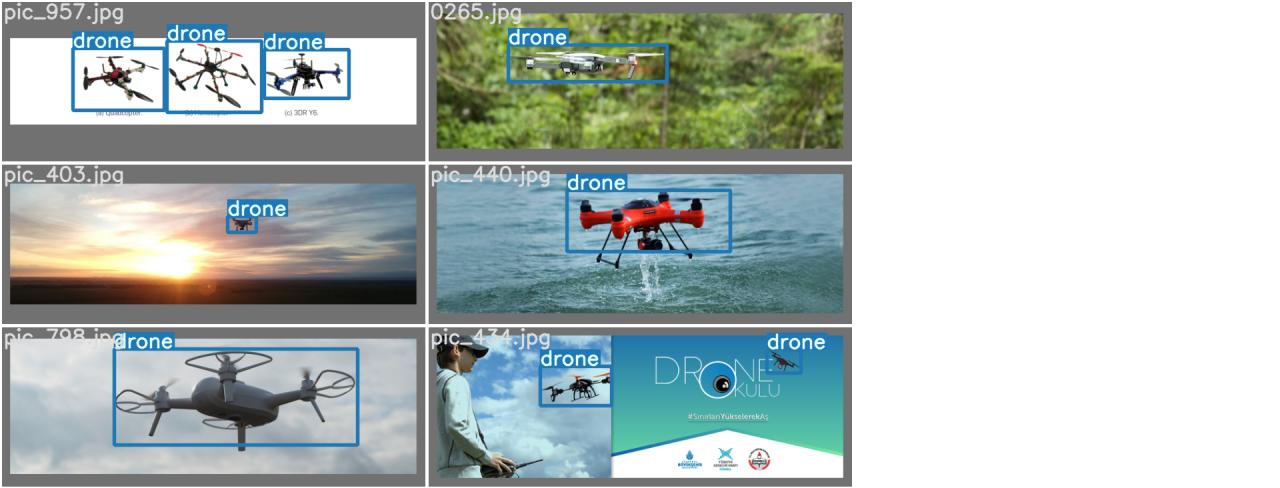 pic_957.jpg
drone
drone
drone
(a) Quadcopter.
(c) 3DR Y6.
0265.jpg
drone
pic_403.jpg
drone
pic_440.jpg
drone
pic_798.jpg
drone
pic_434.jpg
drone
drone
DRONE
OKULU
#SınırlarıYükselerekAş